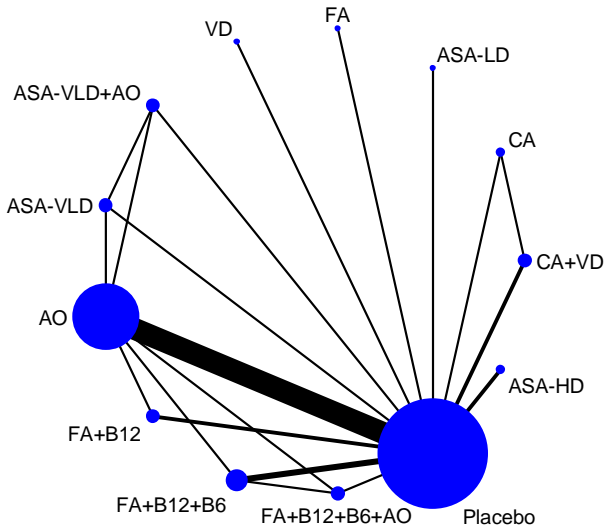 FA
VD
ASA-LD
ASA-VLD+AO
CA
ASA-VLD
CA+VD
AO
ASA-HD
FA+B12
FA+B12+B6
FA+B12+B6+AO
Placebo